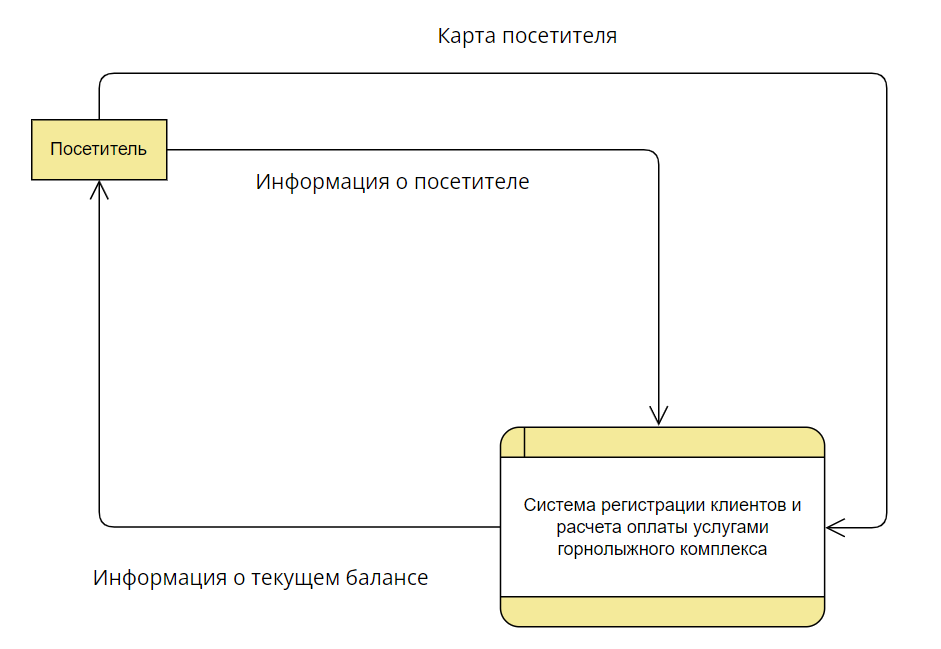 Карта посетителя
Посетитель
Информация о посетителе
Система регистрации клиентов и
расчета оплаты услугами
горнолыжного комплекса
Информация о текущем балансе